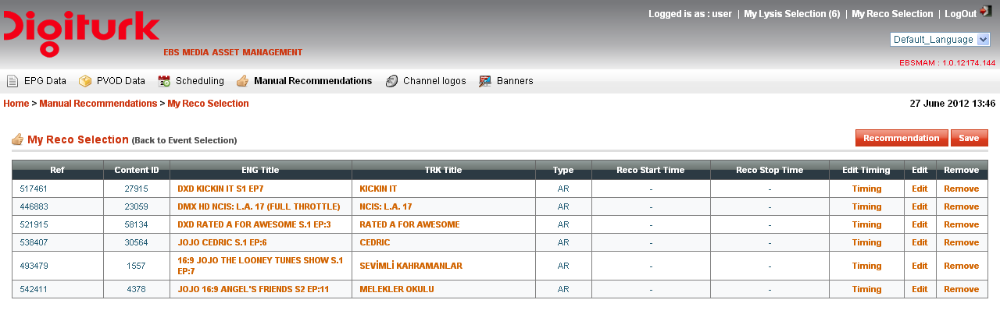 Digiturk
EBS MEDIA ASSET MANAGEMENT
Logged is as : user | My Lysis Selection (6) | My Reco Selection | LogOut
Default_Language
EBSMAM : 1.0.12174.144
EPG Data PVOD Data Scheduling Manual Recommendations Channel logos Banners
Home > Manual Recommendations > My Reco Selection 27 June 2012 13:46
My Reco Selection (Back to Event Selection) Recommendation Save
Ref Content ID ENG Title TRK Title Type Reco Start Time Reco Stop Time Edit Timing Edit Remove
517461 27915 DXD KICKIN IT S1 EP7 KICKIN IT AR - - Timing Edit Remove
446883 23059 DMX HD NCIS: L.A. 17 (FULL THROTTLE) NCIS: L.A. 17 AR - - Timing Edit Remove
521915 58134 DXD RATED A FOR AWESOME S.1 EP:3 RATED A FOR AWESOME AR - - Timing Edit Remove
538407 30564 JOJO CEDRIC S.1 EP:6 CEDRIC AR - - Timing Edit Remove
493479 1557 16:9 JOJO THE LOONEY TUNES SHOW S.1
EP:7 SEVİMLİ KAHRAMANLAR AR - - Timing Edit Remove
542411 4378 JOJO 16:9 ANGEL'S FRIENDS S2 EP:11 MELEKLER OKULU AR - - Timing Edit Remove